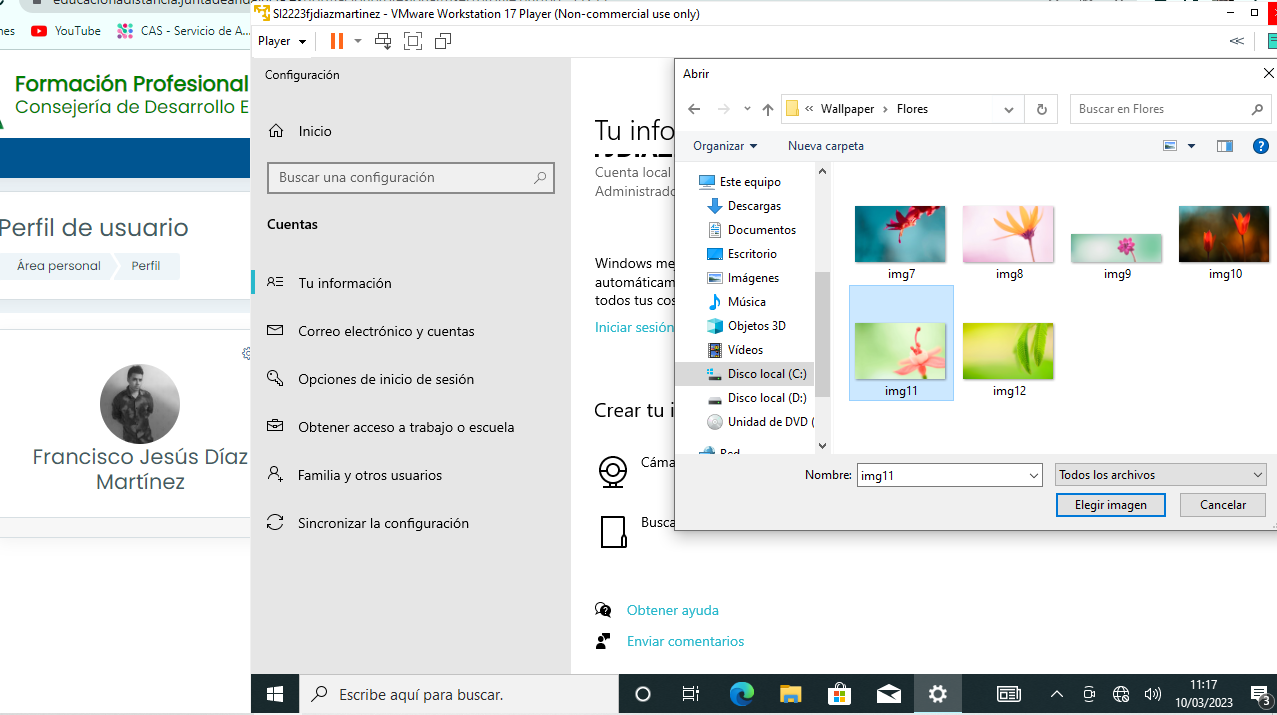 SI2223fjdiazmartinez - VMware Workstation 17 Player (Non-commercial use only)
nes
YouTube
CAS - Servicio de A...
Player
Formación Profesional
Consejería de Desarrollo E
Perfil de usuario
Área personal
Perfil
Francisco Jesús Díaz
Martínez
Configuración
Inicio
Buscar una configuración
Cuentas
Tu información
Correo electrónico y cuentas
Opciones de inicio de sesión
Obtener acceso a trabajo o escuela
Familia y otros usuarios
Sincronizar la configuración
Tu info
Cuenta local
Administrado
Windows me
automáticam
todos tus cos
Iniciar sesión
Crear tu i
Cáma
Busca
Obtener ayuda
Enviar comentarios
Abrir
« Wallpaper > Flores
Buscar en Flores
Organizar
Nueva carpeta
Este equipo
Descargas
Documentos
Escritorio
Imágenes
Música
Objetos 3D
Vídeos
Disco local (C:)
Disco local (D:)
Unidad de DVD (
Red
img7
img8
img9
img10
img11
img12
Nombre:
img11
Todos los archivos
Elegir imagen
Cancelar
Escribe aquí para buscar.
11:17
10/03/2023
3